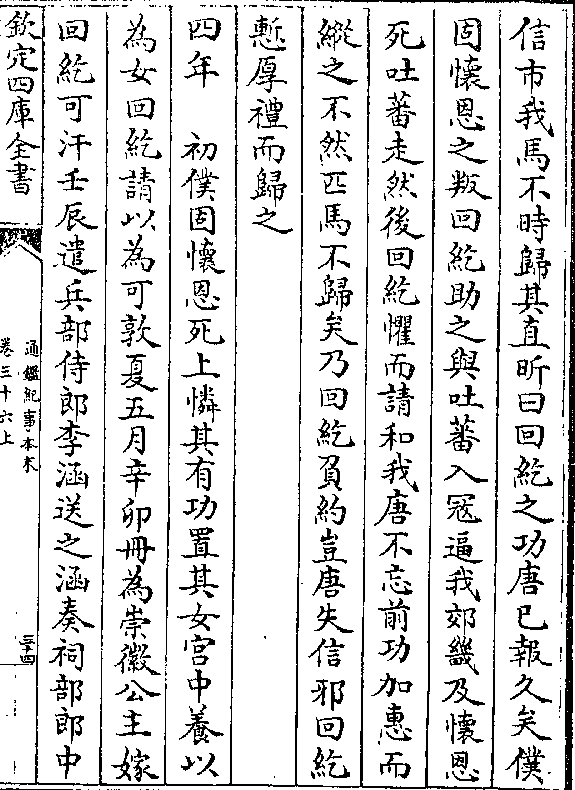 信市我馬不時歸其直昕曰回紇之功唐已報久矣僕
固懷恩之叛回紇助之與吐蕃入冦逼我郊畿及懷恩
死吐蕃走然後回紇懼而請和我唐不忘前功加惠而
縱之不然匹馬不歸矣乃回紇負約豈唐失信邪回紇
慙厚禮而歸之
四年　初僕固懷恩死上憐其有功置其女宫中養以
為女回紇請以為可敦夏五月辛卯冊為崇徽公主嫁
回紇可汗壬辰遣兵部侍郎李涵送之涵奏祠部郎中
欽定四庫全書
通鑑紀事本末
卷三十六上
三十四